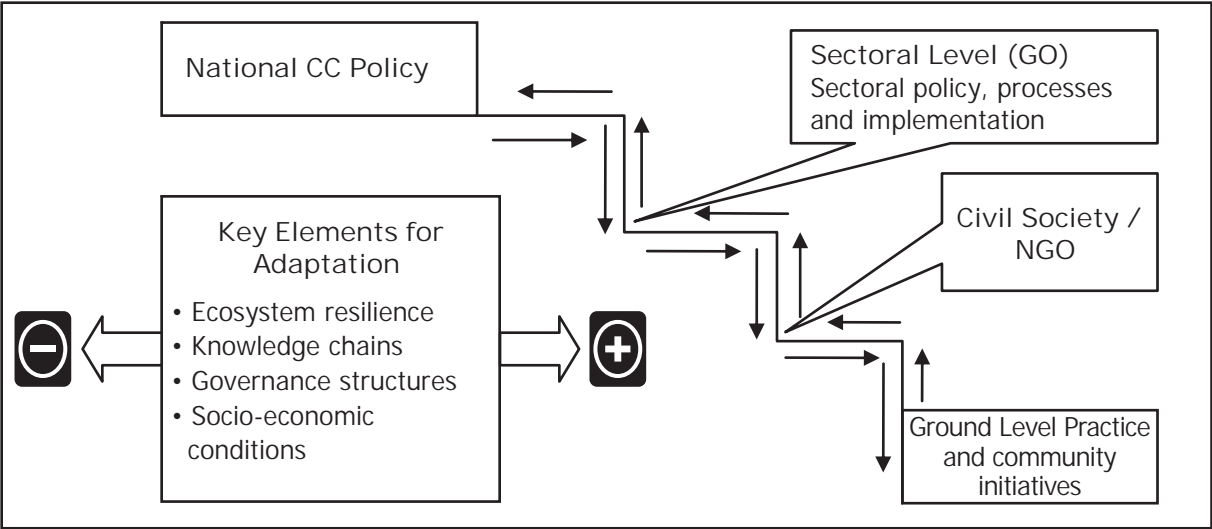 National CC Policy
Sectoral Level (GO)
Sectoral policy, processes
and implementation
Key Elements for
Adaptation
• Ecosystem resilience
• Knowledge chains
• Governance structures
• Socio-economic
conditions
−
+
Civil Society /
NGO
Ground Level Practice
and community
initiatives